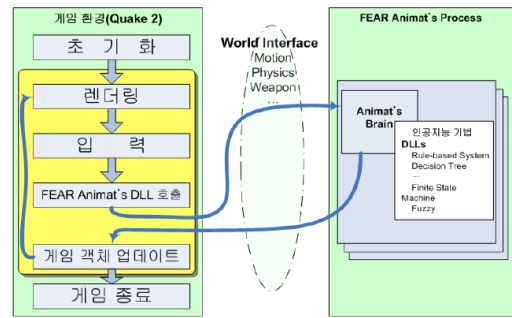 게임 환경(Quake 2)
초 기 화
렌더링
입 력
FEAR Animat's DLL 호출
게임 객체 업데이트
게임 종료
World Interface
Motion
Physics
Weapon
...
FEAR Animat's Process
Animat's
Brain
인공지능 기법
DLLs
Rule-based System
Decision Tree
...
Finite State
Machine
Fuzzy